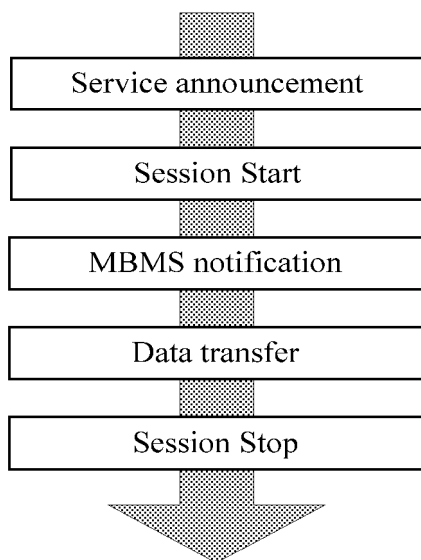 Service announcement
Session Start
MBMS notification
Data transfer
Session Stop